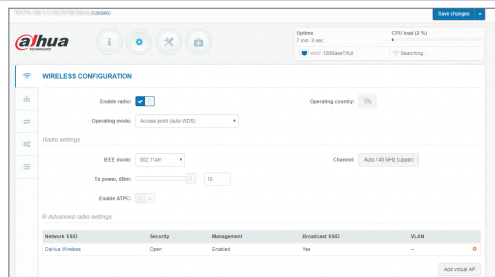 (Update)
Save changes
alhua
TECHNOLOGY
Uptime
7 min, 9 sec.
CPU load (3 %)
eth0 100BaseT/full
Searching...
WIRELESS CONFIGURATION
Enable radio:
Operating country:
Operating mode: Access point (auto WDS)
Radio settings
IEEE mode: 802.11an
Channel: Auto / 40 MHz (Upper)
Tx power, dBm: 10
Enable ATPC:
Advanced radio settings
Network SSID Security Management Broadcast SSID VLAN
DaHua Wireless Open Enabled Yes --
Add virtual AP